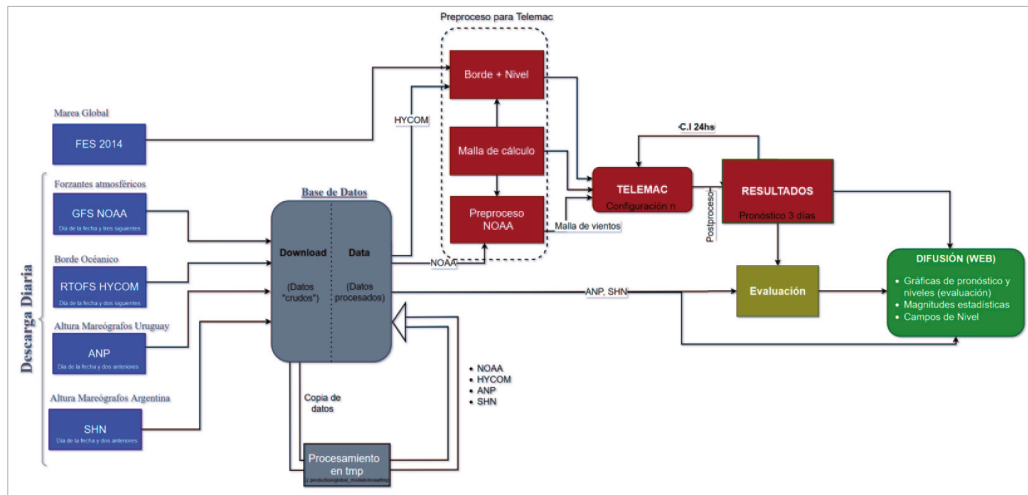 Preproceso para Telemac
Borde + Nivel
HYCOM
Marea Global
FES 2014
Malla de cálculo
C.I 24hs
TELEMAC
Configuración n
Postproceso
RESULTADOS
Pronóstico 3 días
Descarga Diaria
Forzantes atmosféricos
GFS NOAA
Día de la fecha y tres siguientes
Base de Datos
Download
Data
(Datos
"crudos")
(Datos
procesados)
Preproceso
NOAA
Malla de vientos
NOAA
Borde Océanico
RTOFS HYCOM
Día de la fecha y dos siguientes
ANP, SHN
Evaluación
DIFUSIÓN (WEB)
• Gráficas de pronóstico y
niveles (evaluación)
• Magnitudes estadísticas
• Campos de Nivel
Altura Mareógrafos Uruguay
ANP
Día de la fecha y dos anteriores
Altura Mareógrafos Argentina
SHN
Día de la fecha y dos anteriores
• NOAA
• HYCOM
• ANP
• SHN
Copia de
datos
Procesamiento
en tmp